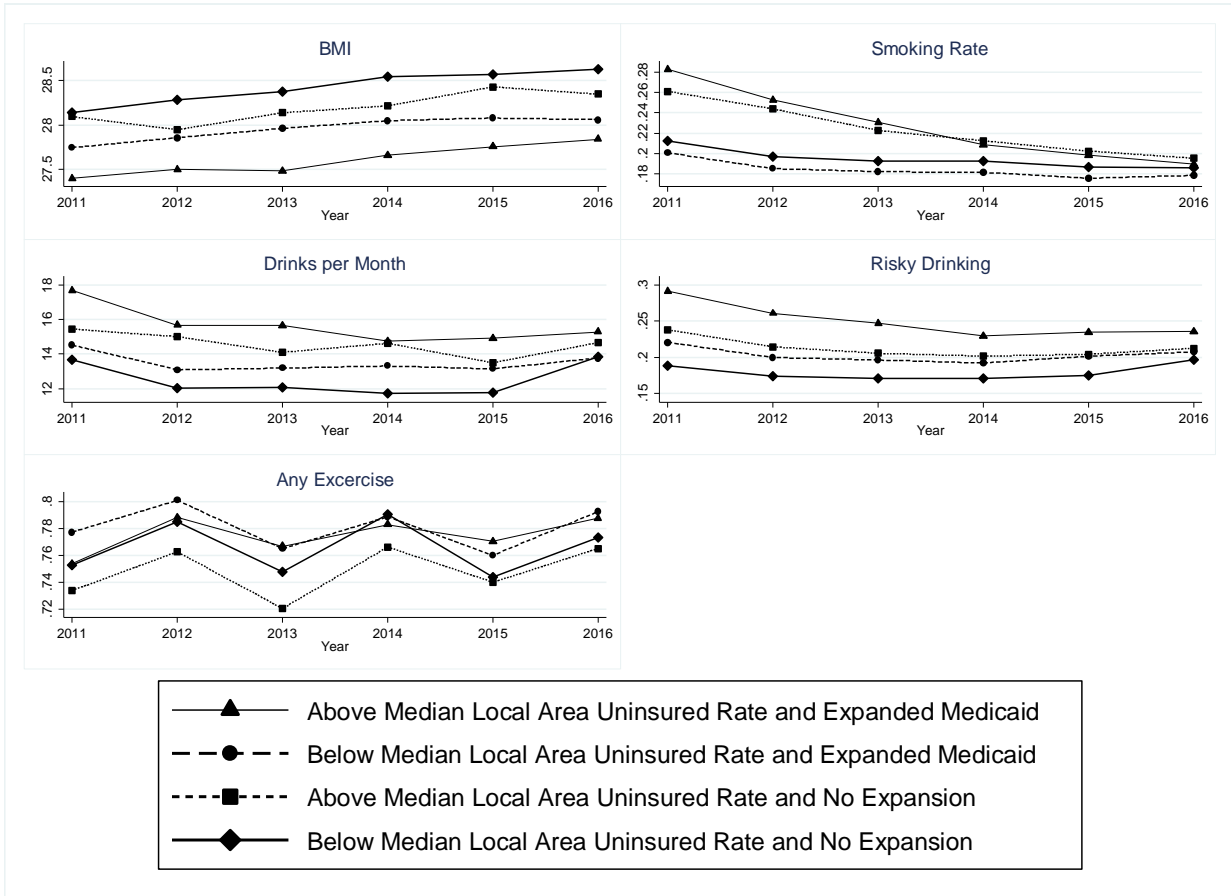 BMI
28.5
28
27.5
2011 2012 2013 2014 2015 2016
Year
Smoking Rate
.18 .2 .22 .24 .26 .28
2011 2012 2013 2014 2015 2016
Year
Drinks per Month
18
16
14
12
2011 2012 2013 2014 2015 2016
Year
Risky Drinking
.3
.25
.2
.15
2011 2012 2013 2014 2015 2016
Year
Any Excercise
.8
.78
.76
.74
.72
2011 2012 2013 2014 2015 2016
Year
Above Median Local Area Uninsured Rate and Expanded Medicaid
Below Median Local Area Uninsured Rate and Expanded Medicaid
Above Median Local Area Uninsured Rate and No Expansion
Below Median Local Area Uninsured Rate and No Expansion